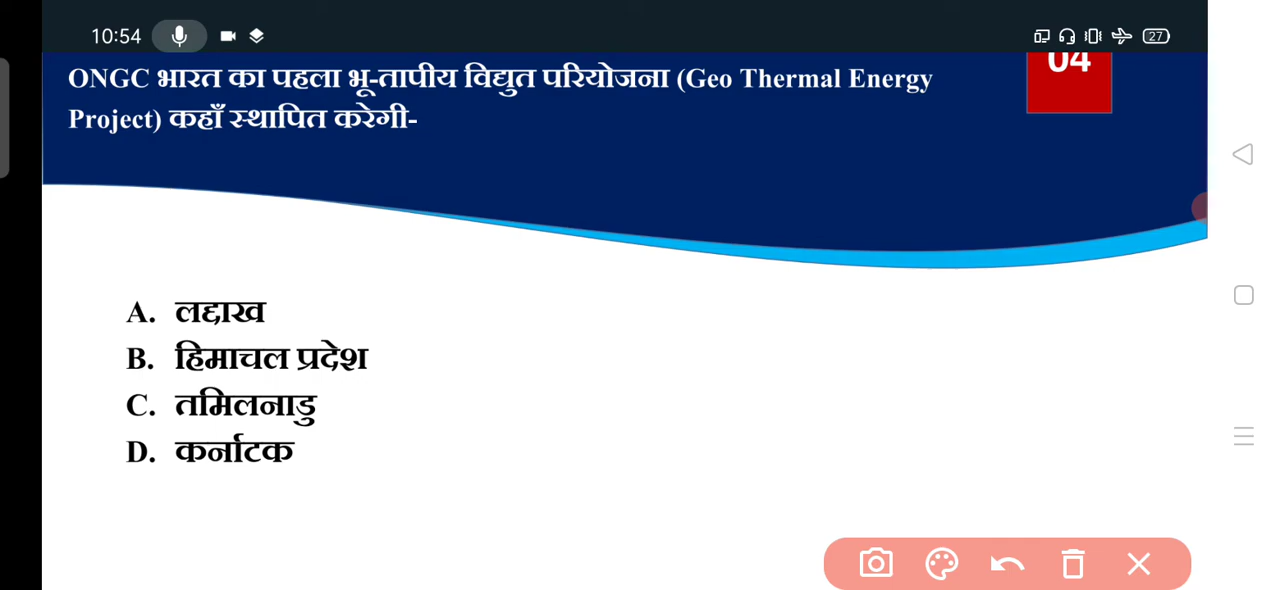 10:54
27
04
ONGC भारत का पहला भू-तापीय विद्युत परियोजना (Geo Thermal Energy
Project) कहाँ स्थापित करेगी-
A. लद्दाख
B. हिमाचल प्रदेश
C. तमिलनाडु
D. कर्नाटक